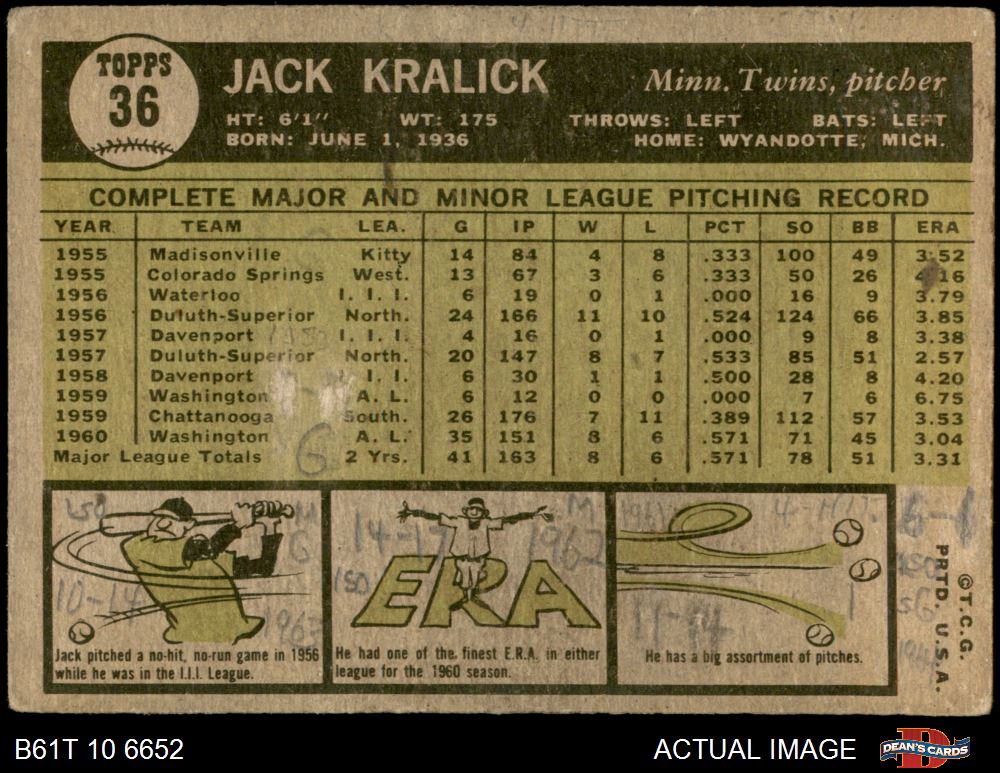 TOPPS
36
JACK KRALICK
Minn. Twins, pitcher
HT: 6'1" WT: 175 THROWS: LEFT BATS: LEFT
BORN: JUNE 1, 1936 HOME: WYANDOTTE, MICH.
COMPLETE MAJOR AND MINOR LEAGUE PITCHING RECORD
YEAR TEAM LEA. G IP W L PCT SO BB ERA
1955 Madisonville Kitty 14 84 4 8 .333 100 49 3.52
1955 Colorado Springs West. 13 67 3 6 .333 50 26 4.16
1956 Waterloo I. I. I. 6 19 0 1 .000 16 9 3.79
1956 Duluth-Superior North. 24 166 11 10 .524 124 66 3.85
1957 Davenport I. I. I. 4 16 0 1 .000 9 8 3.38
1957 Duluth-Superior North. 20 147 8 7 .533 85 51 2.57
1958 Davenport I. I. 6 30 1 1 .500 28 8 4.20
1959 Washington A. L. 6 12 0 0 .000 7 6 6.75
1959 Chattanooga South. 26 176 7 11 .389 112 57 3.53
1960 Washington A. L. 35 151 8 6 .571 71 45 3.04
Major League Totals 2 Yrs. 41 163 8 6 .571 78 51 3.31
6
M
G
10-14
1962
Jack pitched a no-hit, no-run game in 1956
while he was in the I.I.I. League.
14-17
M
1962
150
ERA
He had one of the finest E.R.A. in either
league for the 1960 season.
11-14
He has a big assortment of pitches.
©T.C.G.
PRTD. U.S.A.
B61T 10 6652
ACTUAL IMAGE
DEAN'S CARDS